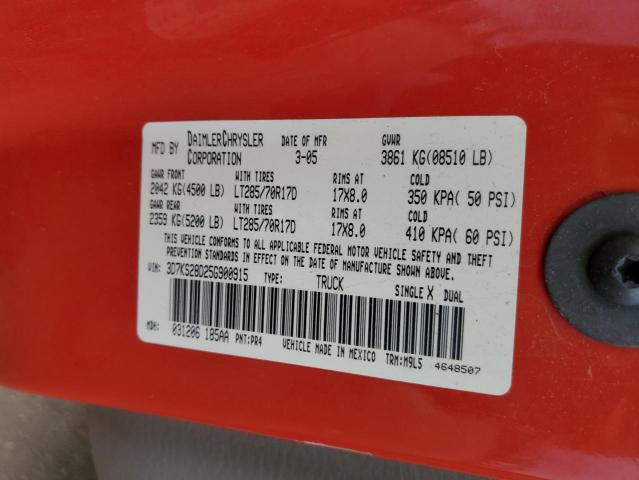 MFD BY DAIMLERCHRYSLER CORPORATION DATE OF MFR 3-05 GVWR 3861 KG(08510 LB)
GAWR FRONT WITH TIRES RIMS AT COLD
2042 KG(4500 LB) LT285/70R17D 17X8.0 350 KPA( 50 PSI)
GAWR REAR WITH TIRES RIMS AT COLD
2359 KG(5200 LB) LT285/70R17D 17X8.0 410 KPA( 60 PSI)
THIS VEHICLE CONFORMS TO ALL APPLICABLE FEDERAL MOTOR VEHICLE SAFETY AND THEFT
PREVENTION STANDARDS IN EFFECT ON THE DATE OF MANUFACTURE SHOWN ABOVE.
VIN: 3D7KS28D25G900915 TYPE: TRUCK SINGLE X DUAL
MDH: 031206 185AA PNT:PR4 VEHICLE MADE IN MEXICO TRM:M9L5 4648507